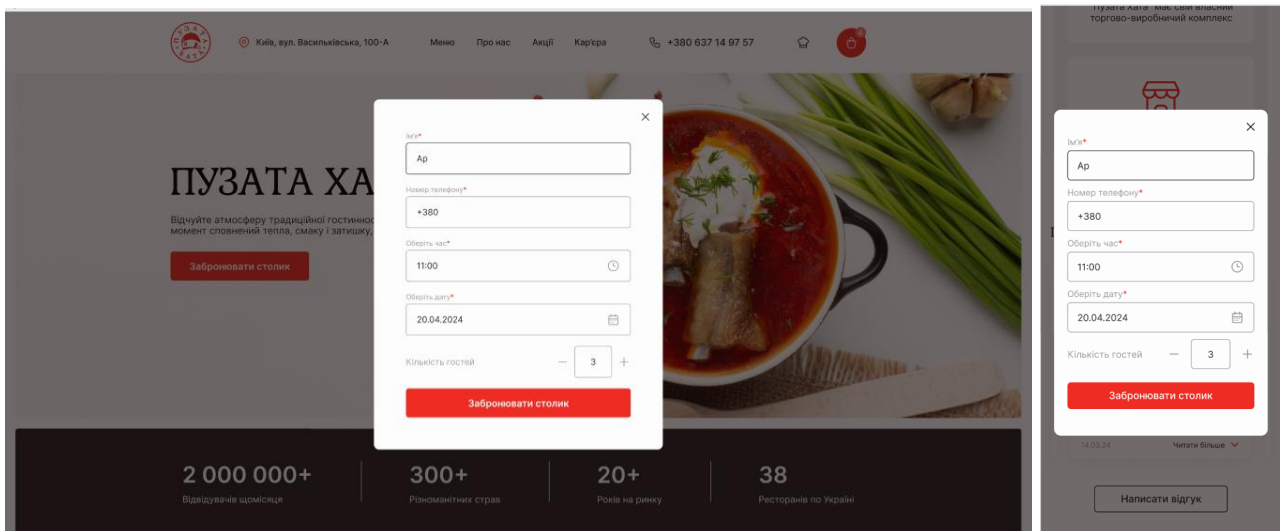 ПУЗАТА ХАТА
Київ, вул. Васильківська, 100-А
Меню
Про нас
Акції
Кар'єра
+380 637 14 97 57
ПУЗАТА ХА
Відчуйте атмосферу традиційної гостиннос
момент сповнений тепла, смаку і затишку,
Забронювати столик
Ім'я*
Ар
Номер телефону*
+380
Оберіть час*
11:00
Оберіть дату*
20.04.2024
Кількість гостей
— 3 +
Забронювати столик
2 000 000+
Відвідувачів щомісяця
300+
Різноманітних страв
20+
Років на ринку
38
Ресторанів по Україні
"Пузата Хата" має свій власний
торгово-виробничий комплекс
Ім'я*
Ар
Номер телефону*
+380
Оберіть час*
11:00
Оберіть дату*
20.04.2024
Кількість гостей
— 3 +
Забронювати столик
14.03.24
Читати більше
Написати відгук